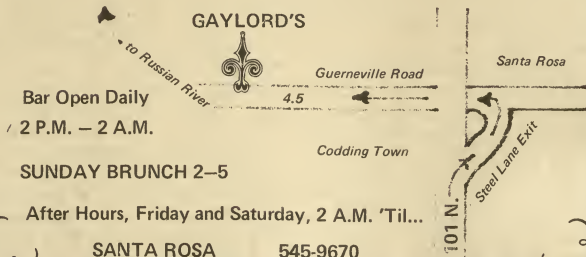 GAYLORD'S
to Russian River
Guerneville Road
Santa Rosa
4.5
Bar Open Daily
2 P.M. – 2 A.M.
Codding Town
Steel Lane Exit
SUNDAY BRUNCH 2–5
After Hours, Friday and Saturday, 2 A.M. 'Til...
101 N.
SANTA ROSA 545-9670